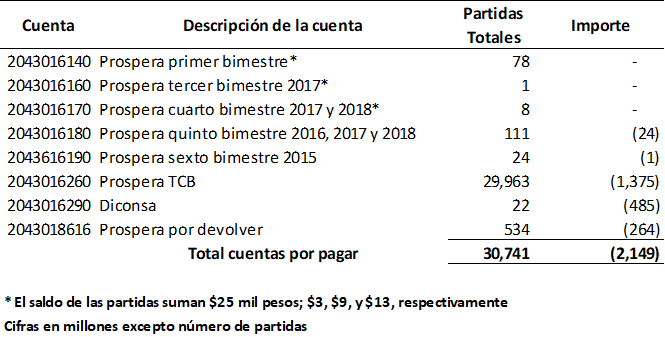 Cuenta Descripción de la cuenta Partidas Totales Importe
2043016140 Prospera primer bimestre* 78 -
2043016160 Prospera tercer bimestre 2017* 1 -
2043016170 Prospera cuarto bimestre 2017 y 2018* 8 -
2043016180 Prospera quinto bimestre 2016, 2017 y 2018 111 (24)
2043616190 Prospera sexto bimestre 2015 24 (1)
2043016260 Prospera TCB 29,963 (1,375)
2043016290 Diconsa 22 (485)
2043018616 Prospera por devolver 534 (264)
Total cuentas por pagar 30,741 (2,149)
* El saldo de las partidas suman $25 mil pesos; $3, $9, y $13, respectivamente
Cifras en millones excepto número de partidas